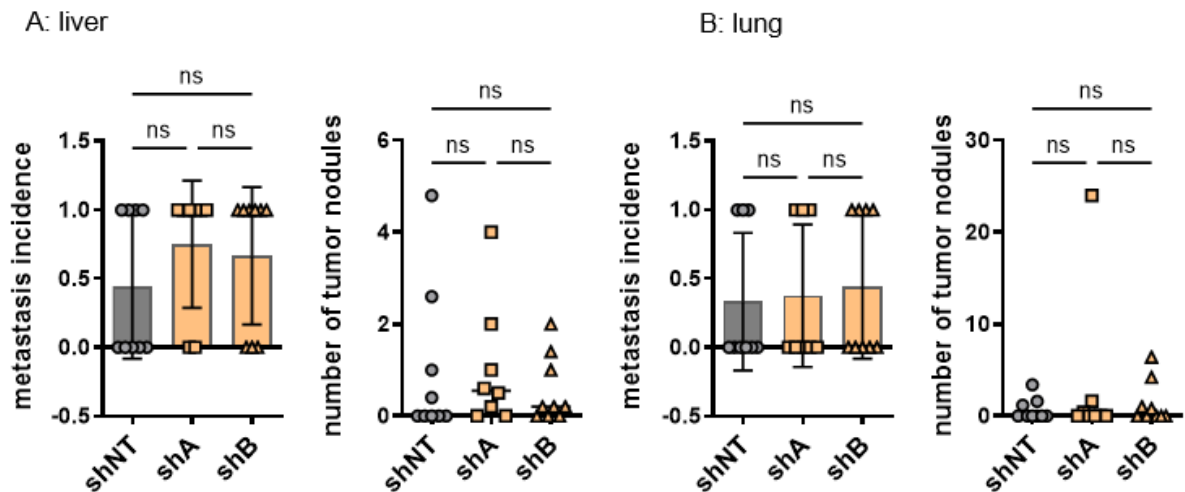 A: liver
B: lung
ns
ns ns
metastasis incidence
1.5
1.0
0.5
0.0
-0.5
shNT shA shB
ns
ns ns
number of tumor nodules
6
4
2
0
shNT shA shB
ns
ns ns
metastasis incidence
1.5
1.0
0.5
0.0
-0.5
shNT shA shB
ns
ns ns
number of tumor nodules
30
20
10
0
shNT shA shB